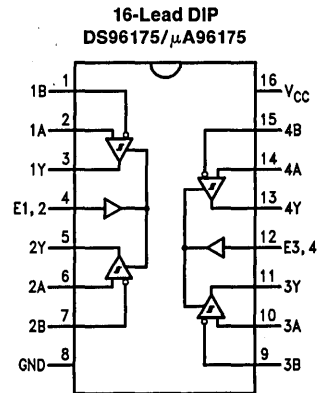 16-Lead DIP
DS96175/μA96175
1B 1
1A 2
1Y 3
E1, 2 4
2Y 5
2A 6
2B 7
GND 8
16 VCC
15 4B
14 4A
13 4Y
12 E3, 4
11 3Y
10 3A
9 3B